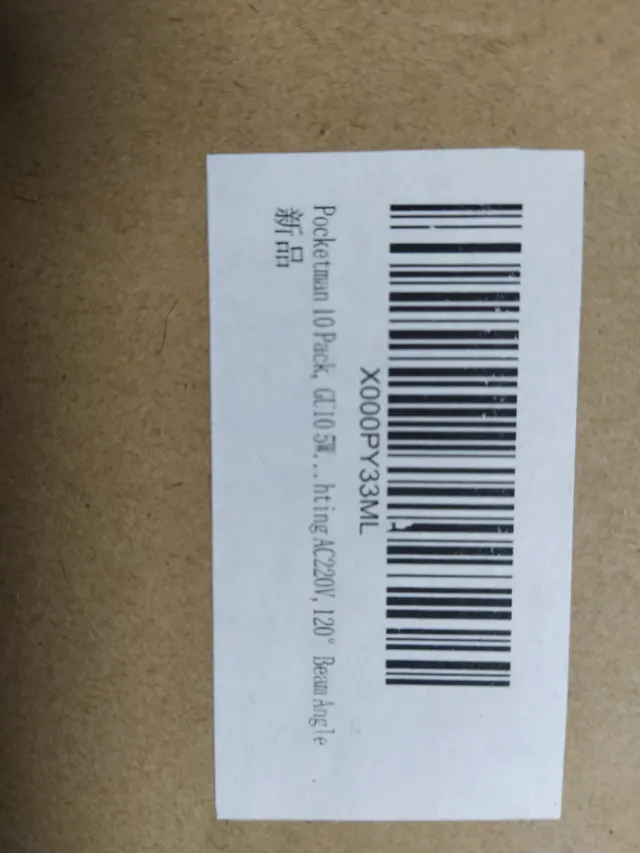 X000PY33ML
Pocketman 10 Pack, GU10 5W...hting AC220V, 120° Beam Angle
新品